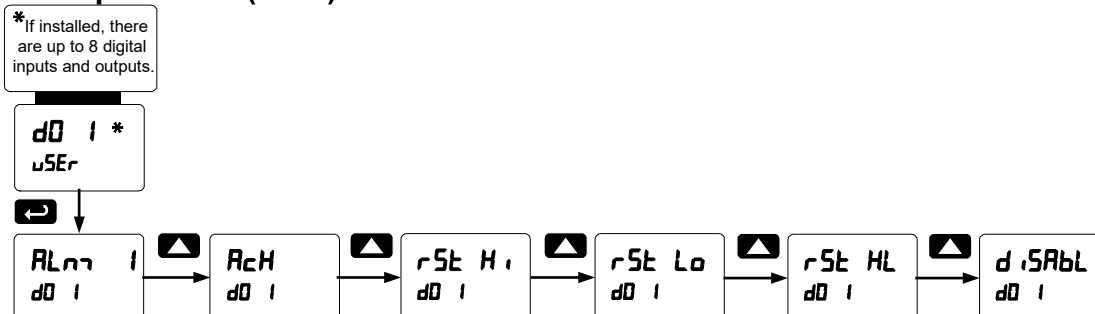 *If installed, there
are up to 8 digital
inputs and outputs.
dO 1 *
uSEr
ALm 1
dO 1
AcK
dO 1
rSt Hi
dO 1
rSt Lo
dO 1
rSt HL
dO 1
diSAbL
dO 1